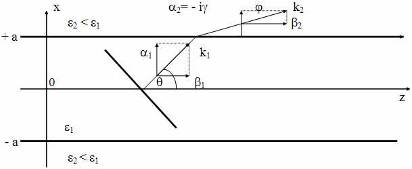 x
ε₂ < ε₁
α₂= - iγ
φ
k₂
β₂
+ a
α₁
k₁
θ
β₁
0
z
ε₁
- a
ε₂ < ε₁